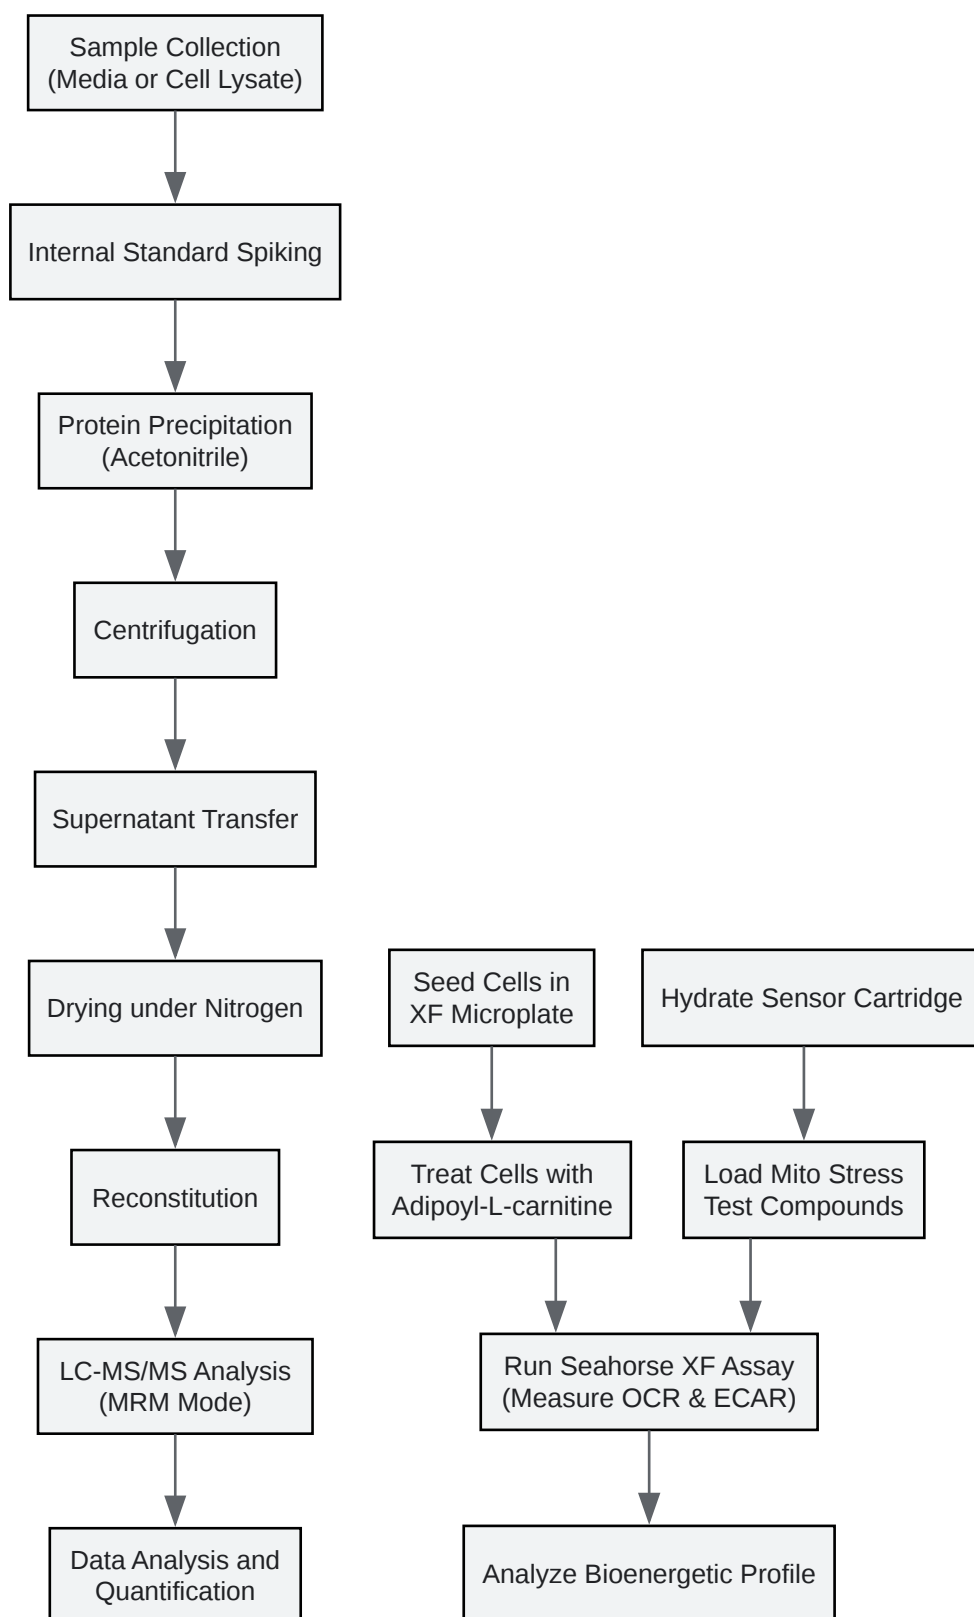 Sample Collection
(Media or Cell Lysate)
Internal Standard Spiking
Protein Precipitation
(Acetonitrile)
Centrifugation
Supernatant Transfer
Drying under Nitrogen
Reconstitution
LC-MS/MS Analysis
(MRM Mode)
Data Analysis and
Quantification
Seed Cells in
XF Microplate
Hydrate Sensor Cartridge
Treat Cells with
Adipoyl-L-carnitine
Load Mito Stress
Test Compounds
Run Seahorse XF Assay
(Measure OCR & ECAR)
Analyze Bioenergetic Profile